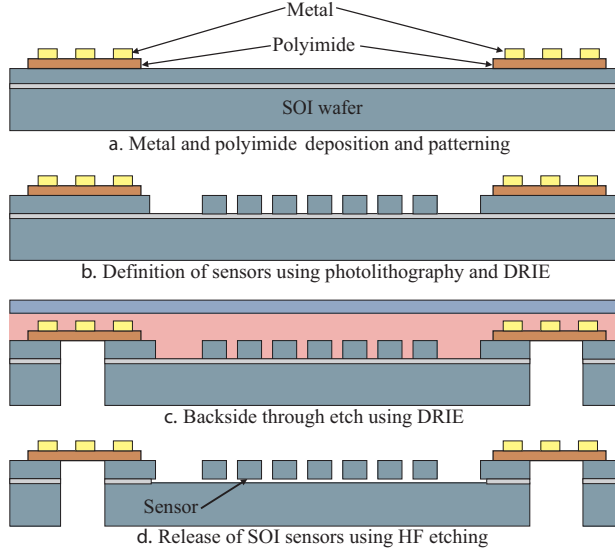 Metal
Polyimide
SOI wafer
a. Metal and polyimide deposition and patterning
b. Definition of sensors using photolithography and DRIE
c. Backside through etch using DRIE
Sensor
d. Release of SOI sensors using HF etching